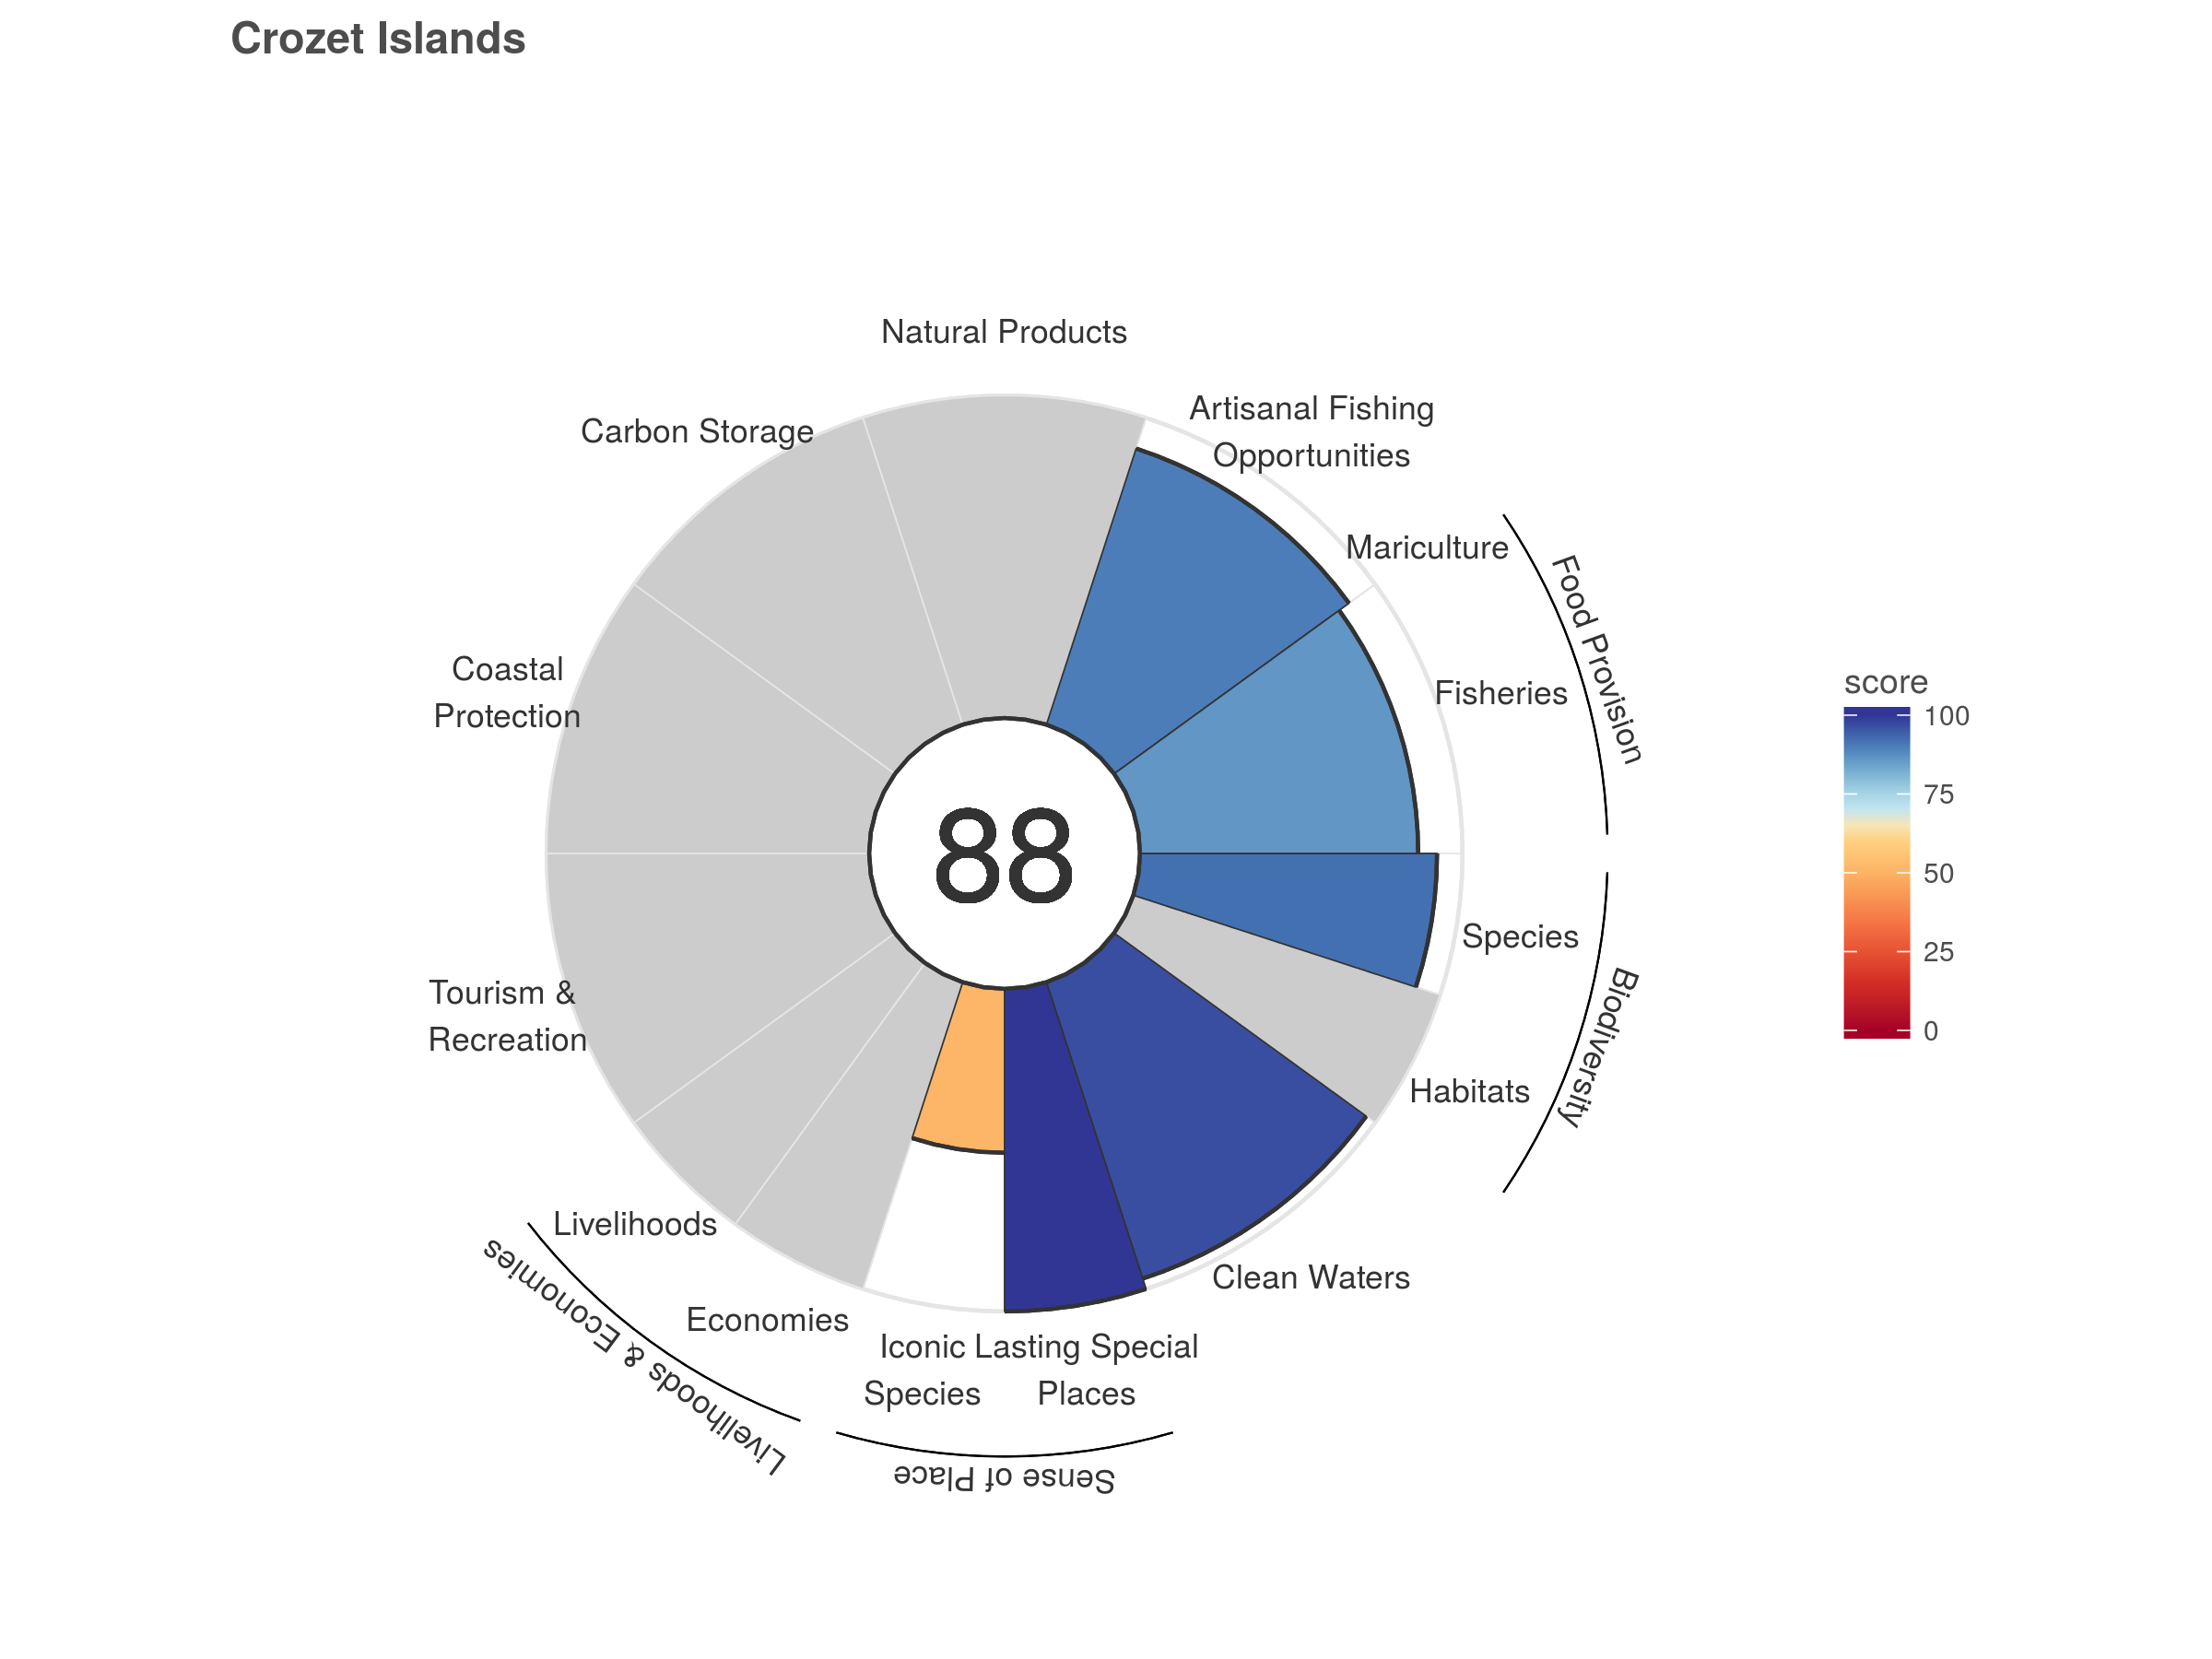 Crozet Islands
Natural Products
Artisanal Fishing
Opportunities
Carbon Storage
Mariculture
Food Provision
Coastal
Protection
Fisheries
score
100
75
50
25
0
88
Species
Biodiversity
Tourism &
Recreation
Habitats
Livelihoods
Clean Waters
Economies
Livelihoods & Economies
Iconic
Species
Lasting Special
Places
Sense of Place